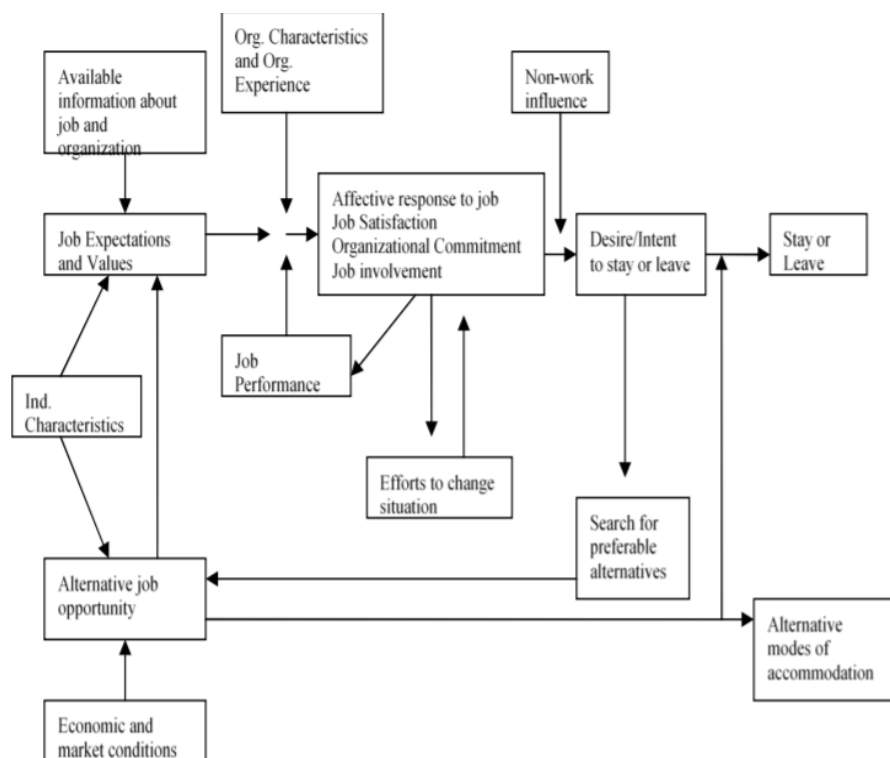 Org. Characteristics
and Org.
Experience
Available
information about
job and
organization
Non-work
influence
Job Expectations
and Values
Affective response to job
Job Satisfaction
Organizational Commitment
Job involvement
Desire/Intent
to stay or leave
Stay or
Leave
Job
Performance
Ind.
Characteristics
Efforts to change
situation
Search for
preferable
alternatives
Alternative job
opportunity
Alternative
modes of
accommodation
Economic and
market conditions